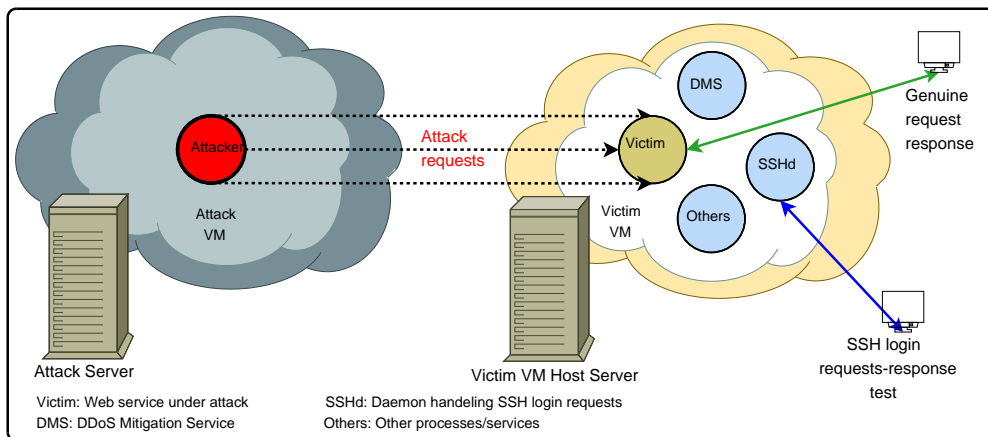 DMS
Genuine
request
response
Attacker
Attack
requests
Victim
SSHd
Others
Attack
VM
Victim
VM
SSH login
requests-response
test
Attack Server
Victim VM Host Server
Victim: Web service under attack
SSHd: Daemon handeling SSH login requests
DMS: DDoS Mitigation Service
Others: Other processes/services